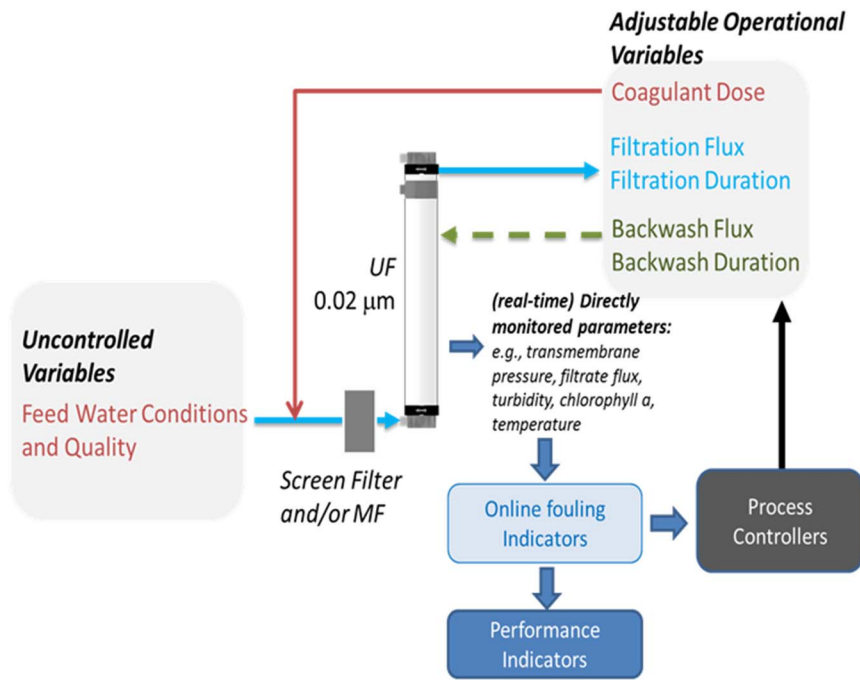 Adjustable Operational
Variables
Coagulant Dose
Filtration Flux
Filtration Duration
Backwash Flux
Backwash Duration
UF
0.02 μm
(real-time) Directly
monitored parameters:
e.g., transmembrane
pressure, filtrate flux,
turbidity, chlorophyll a,
temperature
Uncontrolled
Variables
Feed Water Conditions
and Quality
Screen Filter
and/or MF
Online fouling
Indicators
Process
Controllers
Performance
Indicators